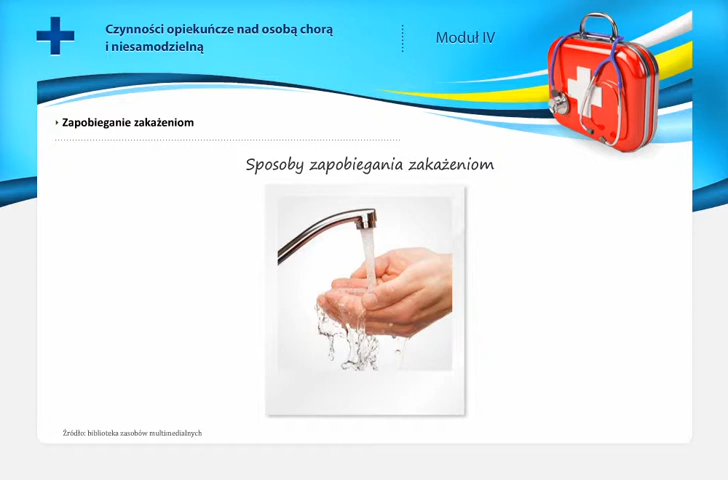 Czynności opiekuńcze nad osobą chorą
i niesamodzielną
Moduł IV
Zapobieganie zakażeniom
Sposoby zapobiegania zakażeniom
Źródło: biblioteka zasobów multimedialnych